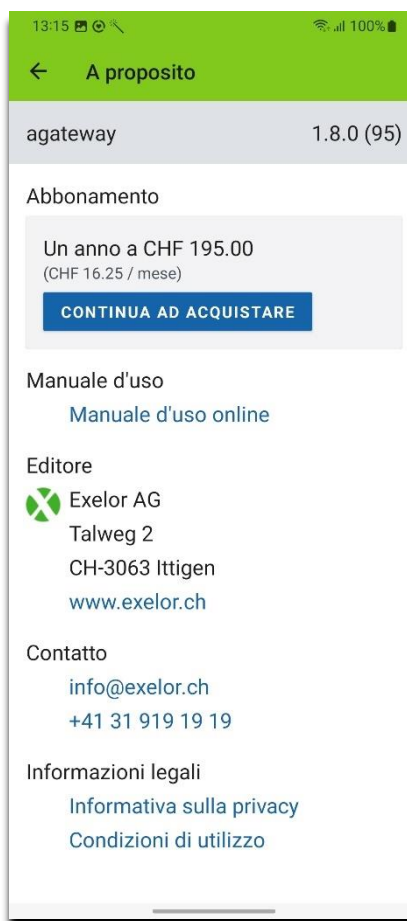 13:15 100%
A proposito
agateway 1.8.0 (95)
Abbonamento
Un anno a CHF 195.00
(CHF 16.25 / mese)
CONTINUA AD ACQUISTARE
Manuale d'uso
Manuale d'uso online
Editore
Exelor AG
Talweg 2
CH-3063 Ittigen
www.exelor.ch
Contatto
info@exelor.ch
+41 31 919 19 19
Informazioni legali
Informativa sulla privacy
Condizioni di utilizzo